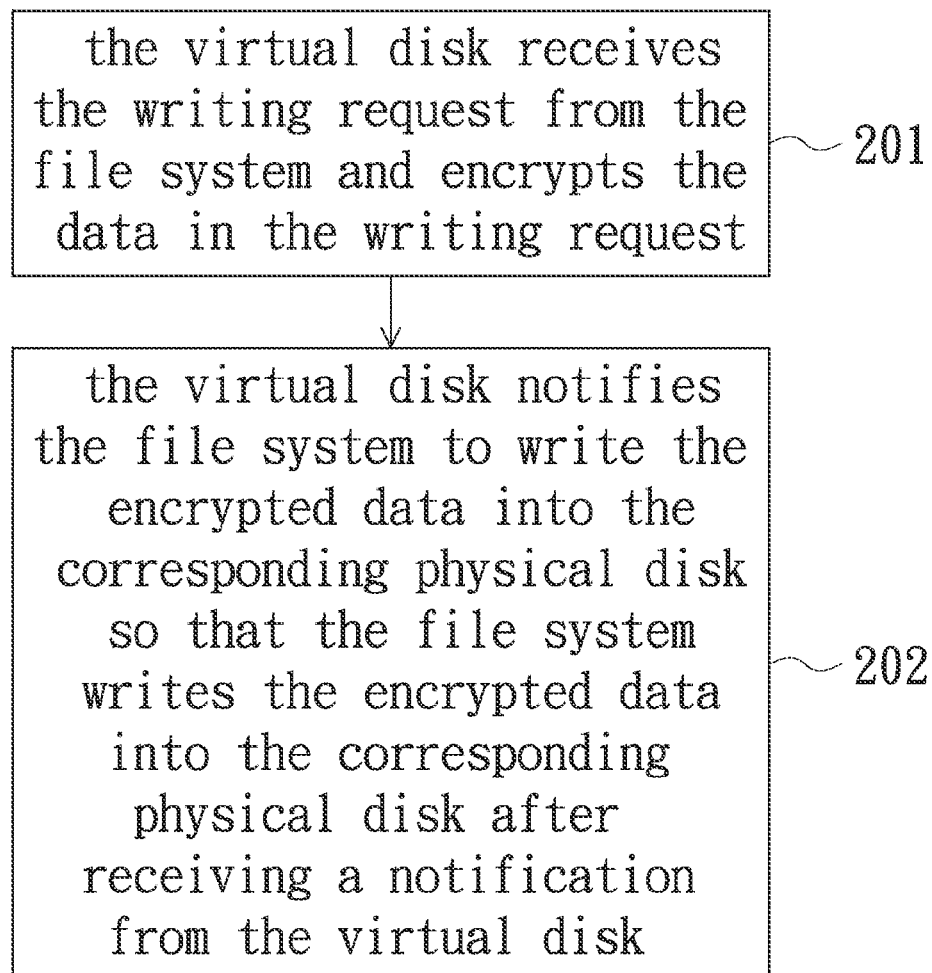 the virtual disk receives
the writing request from the
file system and encrypts the
data in the writing request
201
the virtual disk notifies
the file system to write the
encrypted data into the
corresponding physical disk
so that the file system
writes the encrypted data
into the corresponding
physical disk after
receiving a notification
from the virtual disk
202